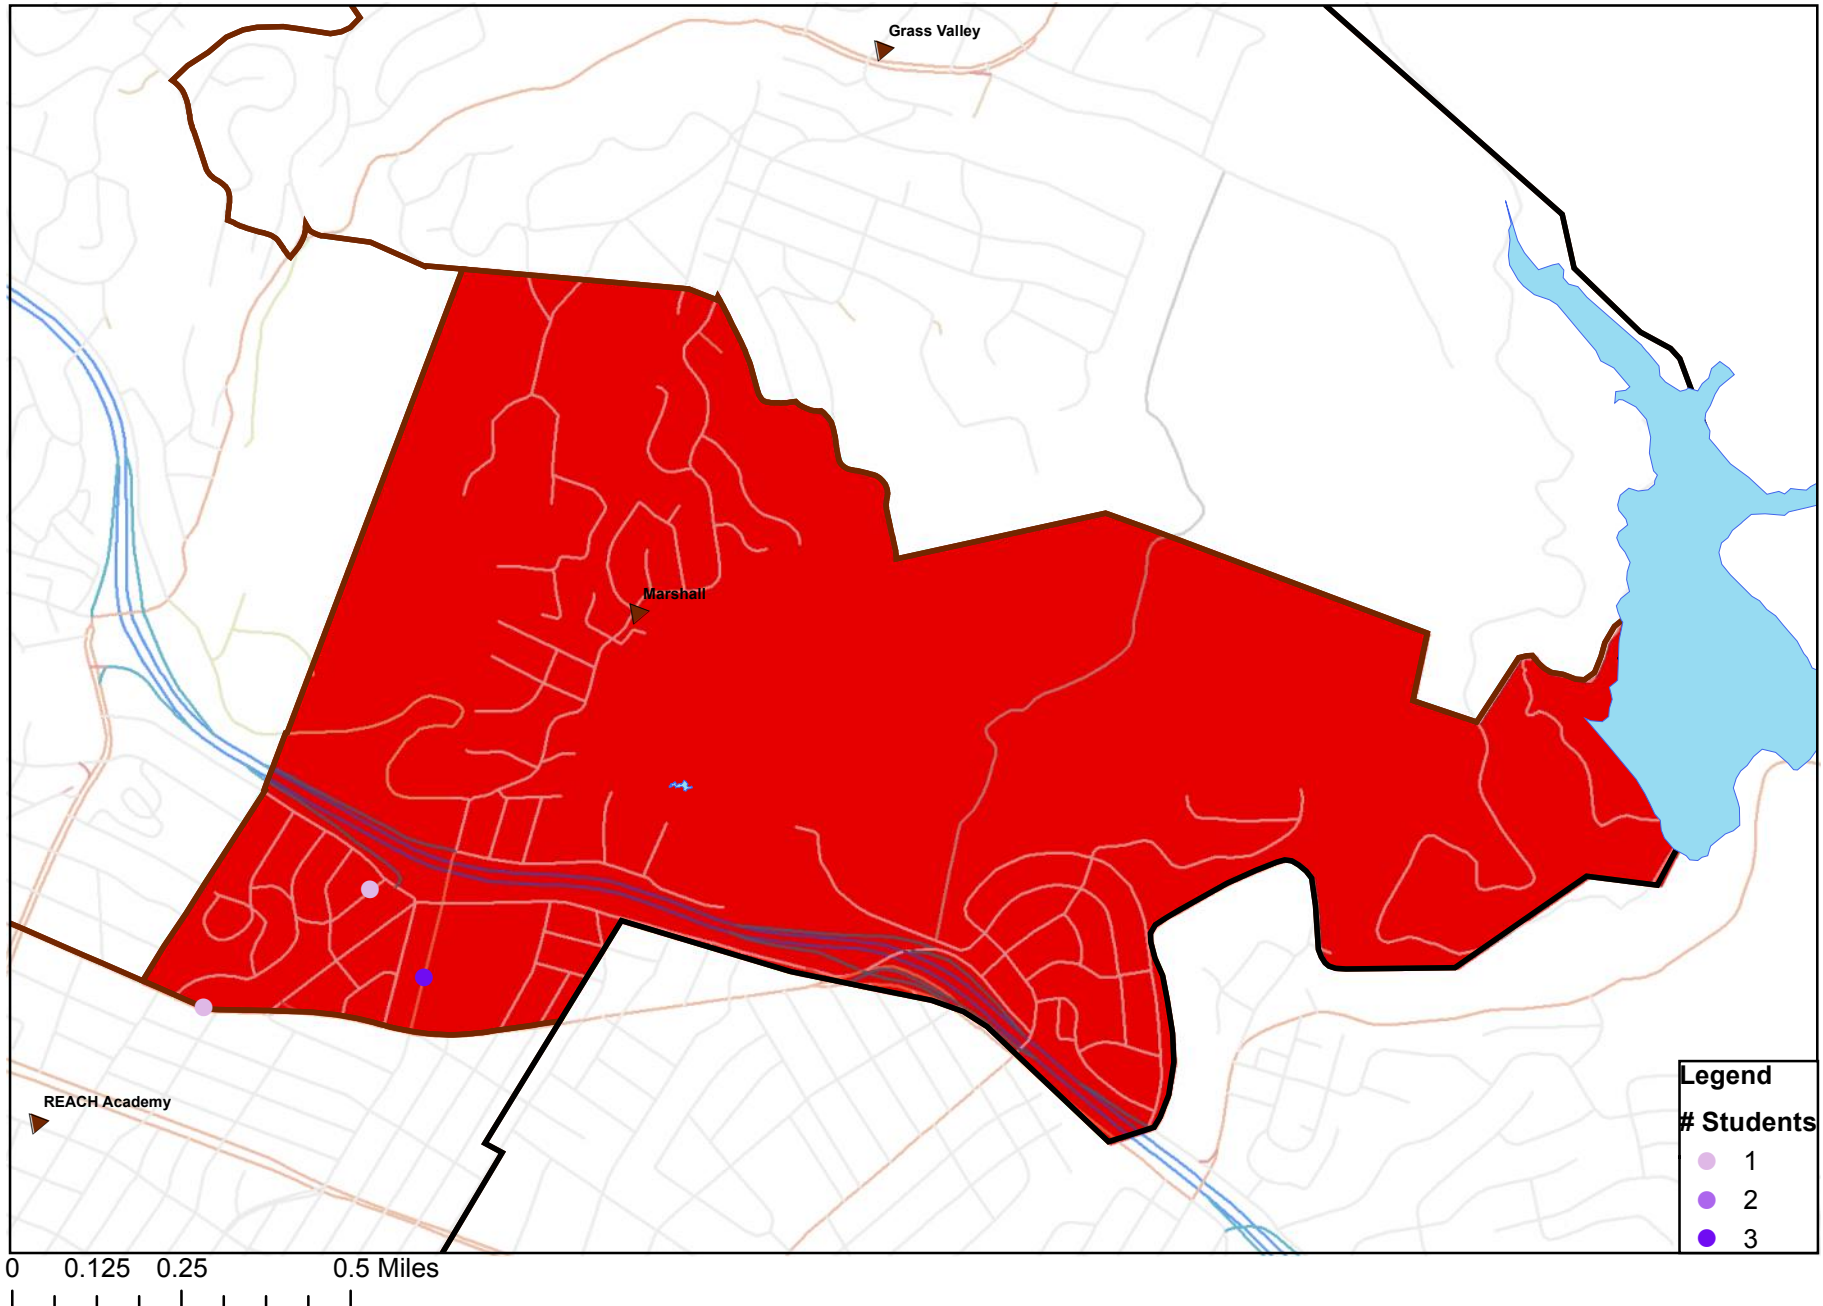 Grass Valley
Marshall
REACH Academy
Legend
# Students
1
2
3
0 0.125 0.25 0.5 Miles